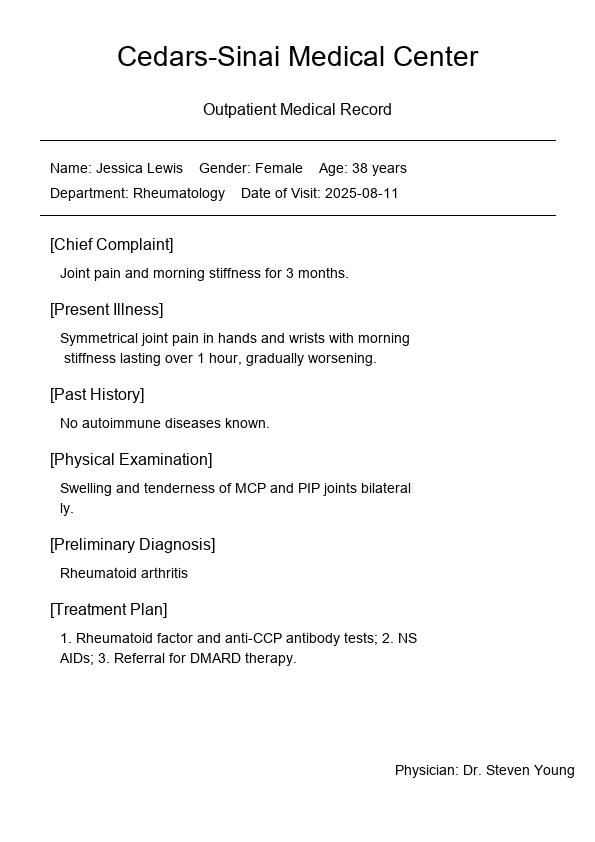 Cedars-Sinai Medical Center
Outpatient Medical Record
Name: Jessica Lewis    Gender: Female    Age: 38 years
Department: Rheumatology    Date of Visit: 2025-08-11
[Chief Complaint]
Joint pain and morning stiffness for 3 months.
[Present Illness]
Symmetrical joint pain in hands and wrists with morning
stiffness lasting over 1 hour, gradually worsening.
[Past History]
No autoimmune diseases known.
[Physical Examination]
Swelling and tenderness of MCP and PIP joints bilateral
ly.
[Preliminary Diagnosis]
Rheumatoid arthritis
[Treatment Plan]
1. Rheumatoid factor and anti-CCP antibody tests; 2. NS
AIDs; 3. Referral for DMARD therapy.
Physician: Dr. Steven Young